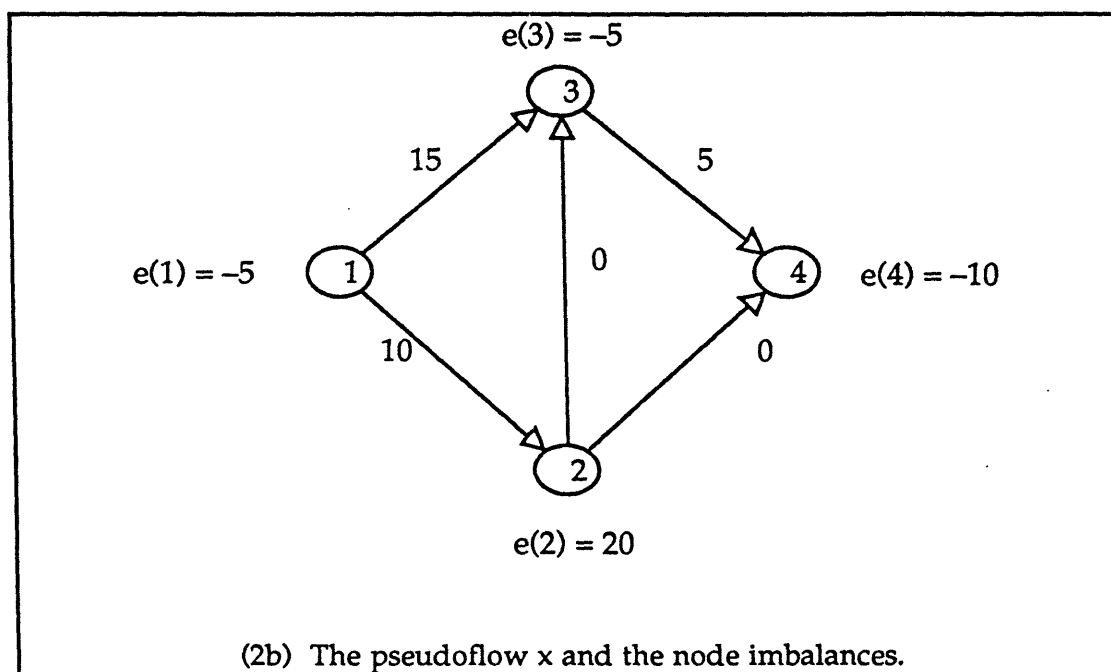 e(3) = –5
3
15
5
e(1) = –5
1
0
4
e(4) = –10
10
0
2
e(2) = 20
(2b) The pseudoflow x and the node imbalances.